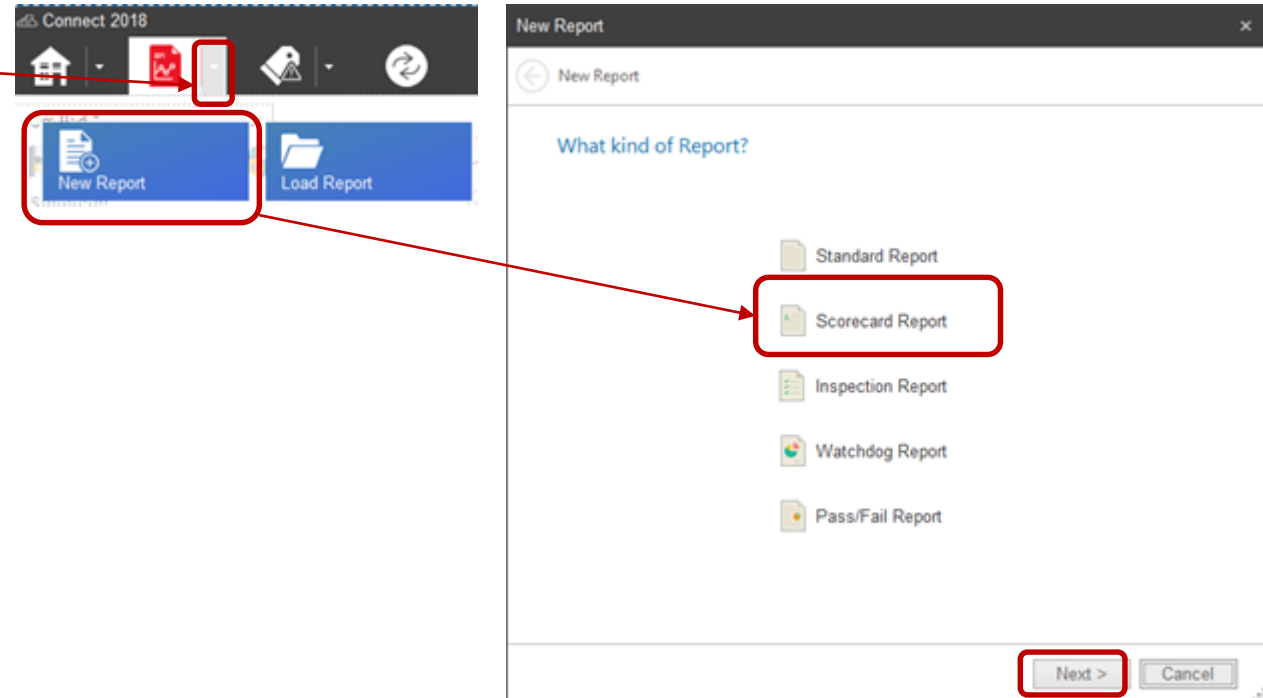 Connect 2018
New Report
Load Report
New Report
New Report
What kind of Report?
Standard Report
Scorecard Report
Inspection Report
Watchdog Report
Pass/Fail Report
Next >
Cancel